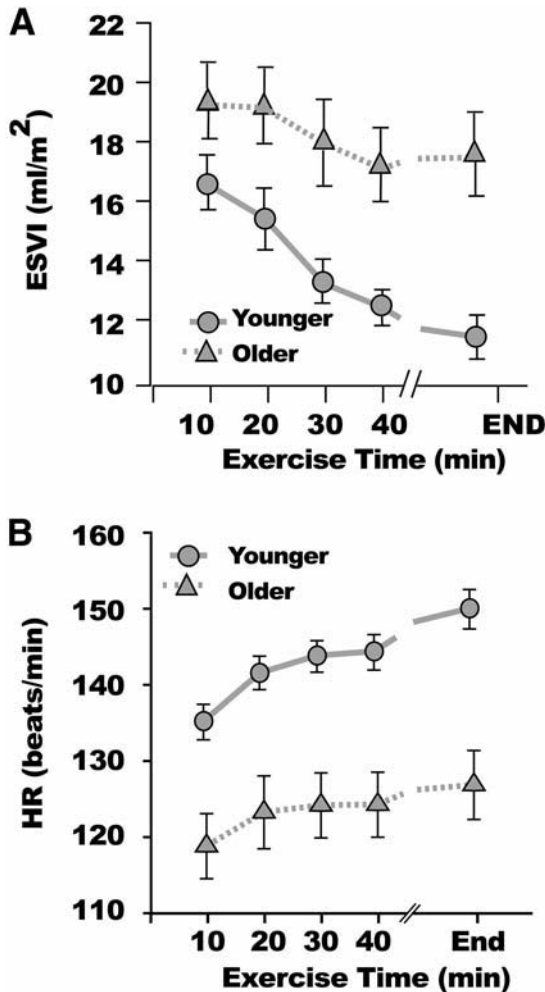 A
22
20
18
16
14
12
10
ESVI (ml/m²)
Younger
Older
10 20 30 40 END
Exercise Time (min)
B
160
150
140
130
120
110
HR (beats/min)
Younger
Older
10 20 30 40 End
Exercise Time (min)